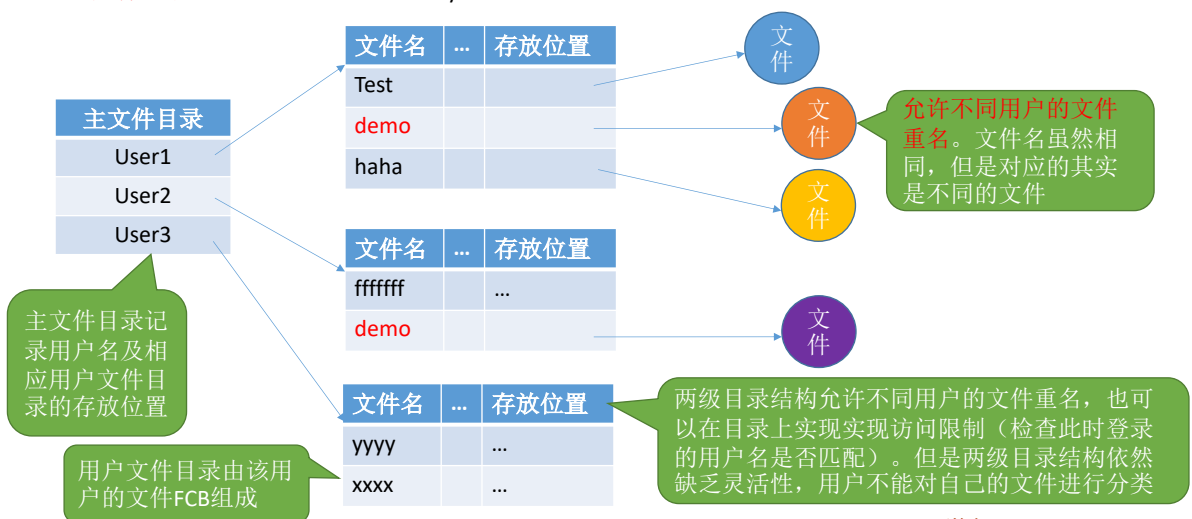 文件名 … 存放位置
Test
demo
haha
文
件
文
件
文
件
允许不同用户的文件
重名。文件名虽然相
同，但是对应的其实
是不同的文件
主文件目录
User1
User2
User3
文件名 … 存放位置
fffffff …
demo
文
件
主文件目录记
录用户名及相
应用户文件目
录的存放位置
文件名 … 存放位置
yyyy …
xxxx …
两级目录结构允许不同用户的文件重名，也可
以在目录上实现实现访问限制（检查此时登录
的用户名是否匹配）。但是两级目录结构依然
缺乏灵活性，用户不能对自己的文件进行分类
用户文件目录由该用
户的文件FCB组成